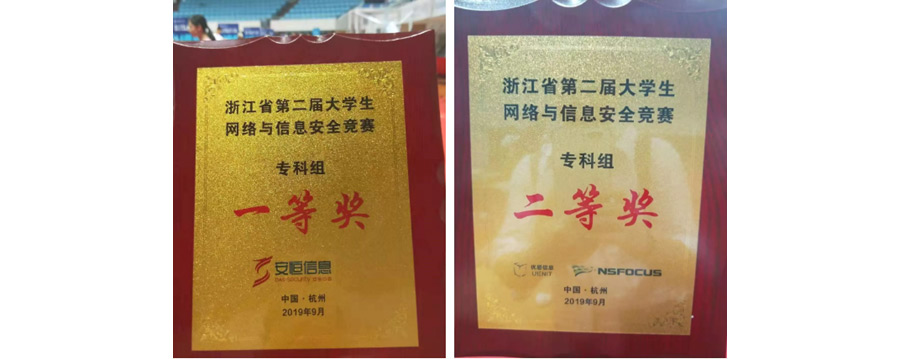 浙江省第二届大学生
网络与信息安全竞赛
专科组
一等奖
安恒信息
中国·杭州
2019年9月
浙江省第二届大学生
网络与信息安全竞赛
专科组
二等奖
NSFOCUS
中国·杭州
2019年9月